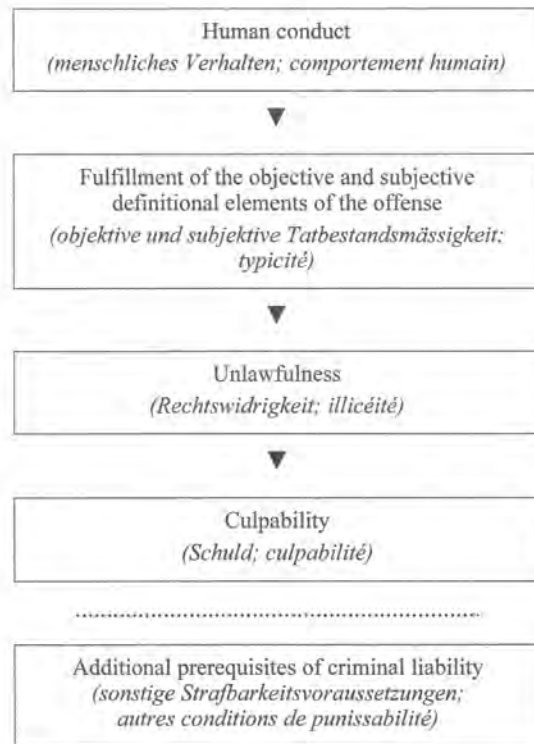 Human conduct
(menschliches Verhalten; comportement humain)
Fulfillment of the objective and subjective
definitional elements of the offense
(objektive und subjektive Tatbestandsmässigkeit;
typicité)
Unlawfulness
(Rechtswidrigkeit; illicéité)
Culpability
(Schuld; culpabilité)
Additional prerequisites of criminal liability
(sonstige Strafbarkeitsvoraussetzungen;
autres conditions de punissabilité)